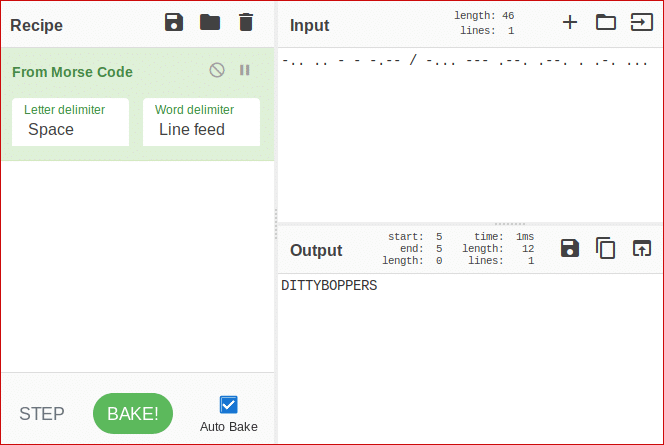 Recipe
From Morse Code
Letter delimiter
Space
Word delimiter
Line feed
STEP
BAKE!
Auto Bake
Input
length: 46
lines: 1
-.. .. - - -.-- / -... --- .--. .--. . .-. ...
Output
start: 5
end: 5
length: 0
time: 1ms
length: 12
lines: 1
DITTYBOPPERS